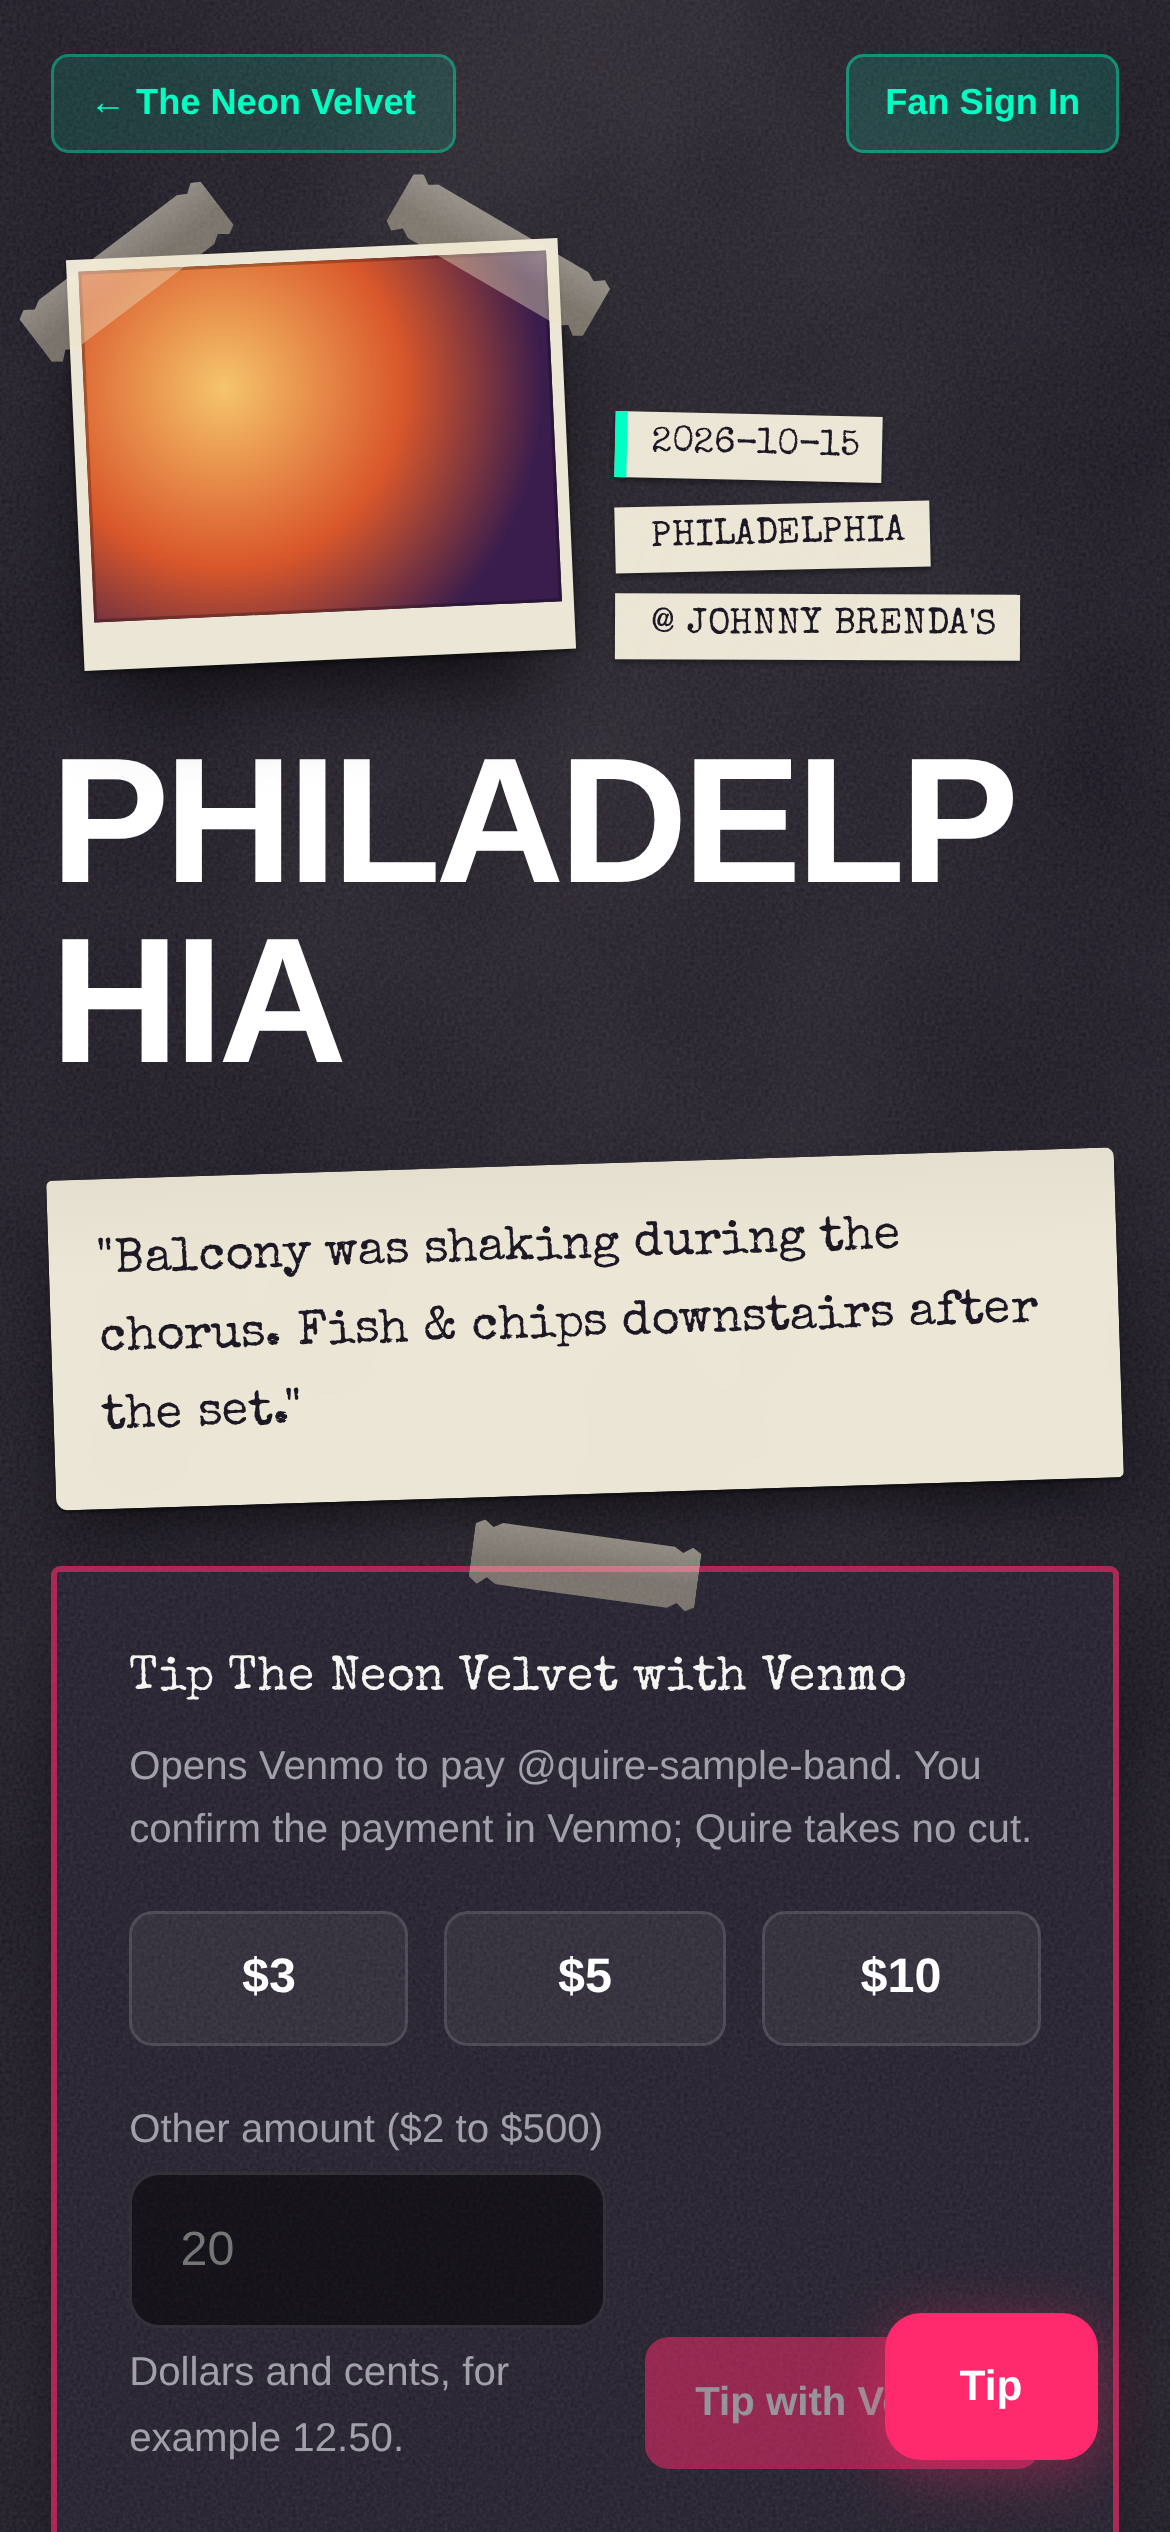 ← The Neon Velvet
Fan Sign In
2026-10-15
PHILADELPHIA
@ JOHNNY BRENDA'S
PHILADELP
HIA
"Balcony was shaking during the
chorus. Fish & chips downstairs after
the set."
Tip The Neon Velvet with Venmo
Opens Venmo to pay @quire-sample-band. You
confirm the payment in Venmo; Quire takes no cut.
$3
$5
$10
Other amount ($2 to $500)
20
Dollars and cents, for
example 12.50.
Tip with
Tip